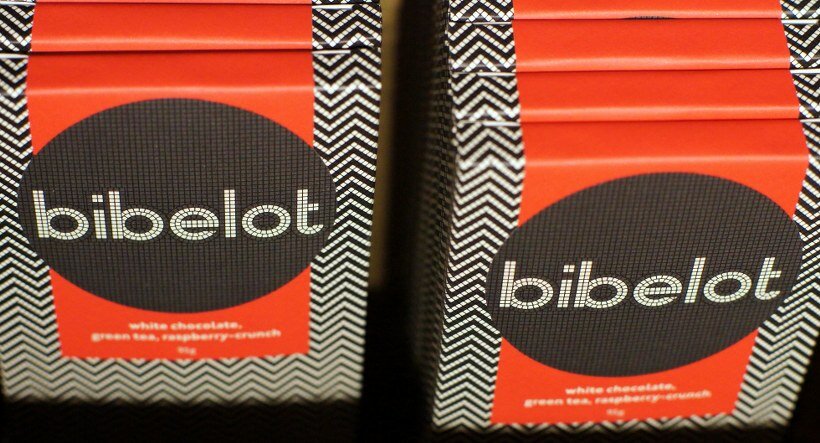 bibelot
white chocolate,
green tea, raspberry-crunch
bibelot
white chocolate,
green tea, raspberry-crunch